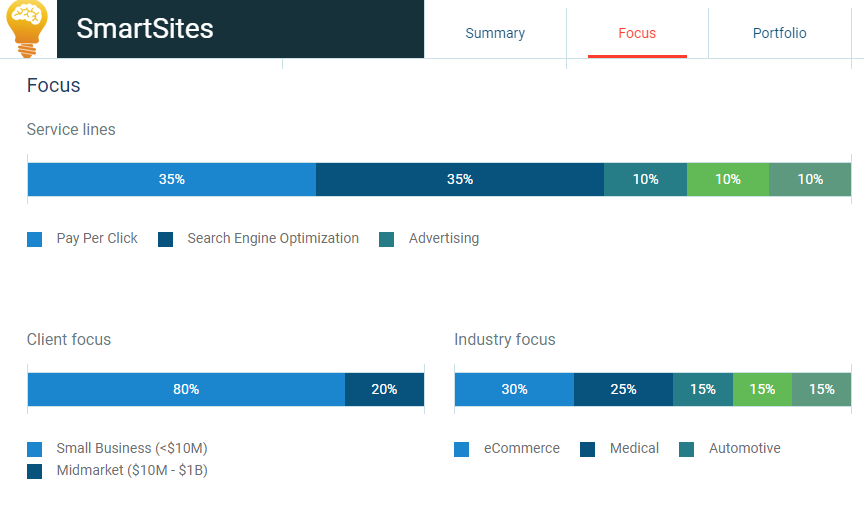 SmartSites
Summary
Focus
Portfolio
Focus
Service lines
35% 35% 10% 10% 10%
Pay Per Click Search Engine Optimization Advertising
Client focus
80% 20%
Small Business (<$10M)
Midmarket ($10M - $1B)
Industry focus
30% 25% 15% 15% 15%
eCommerce Medical Automotive